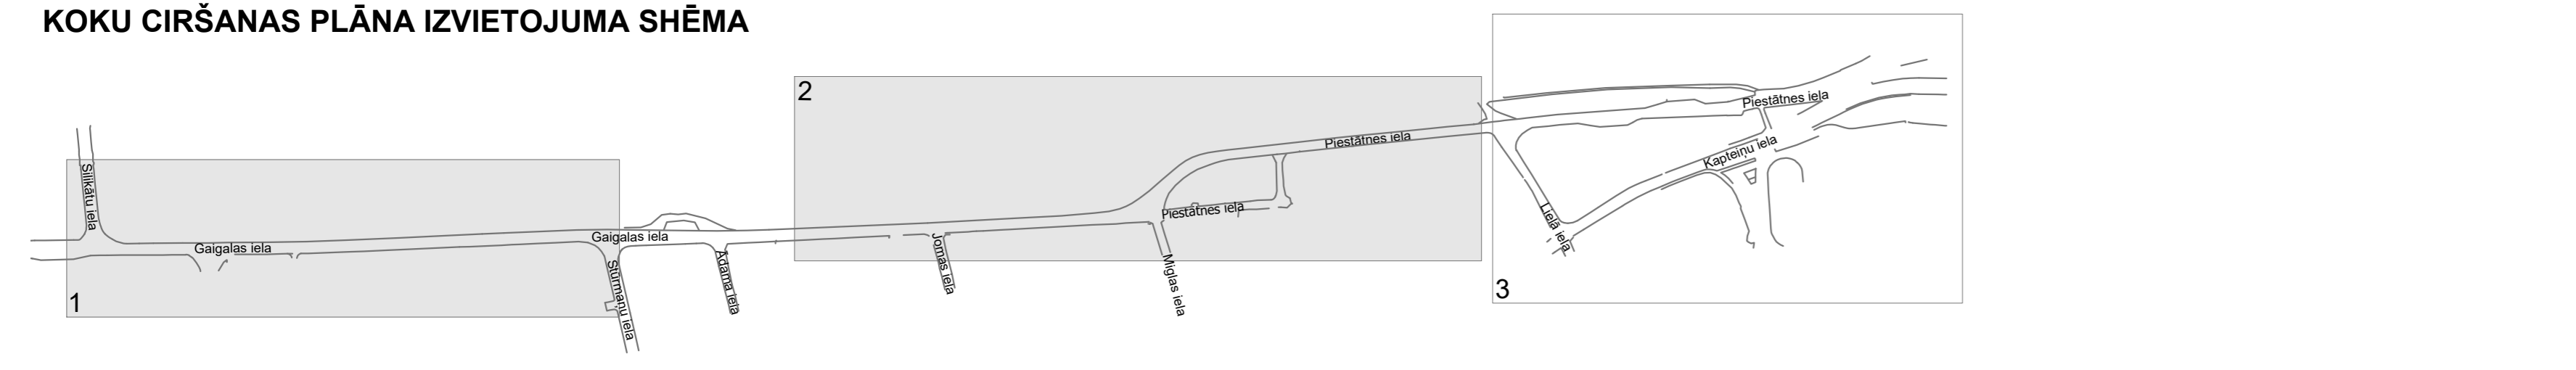 KOKU CIRŠANAS PLĀNA IZVIETOJUMA SHĒMA
2
Piestātnes iela
Piestātnes iela
Kapteiņu iela
Silikātu iela
Piestātnes iela
Lielā iela
Gaigalas iela
Gaigalas iela
Stūrmaņu iela
Ādama iela
Jomas iela
Miglas iela
1
3